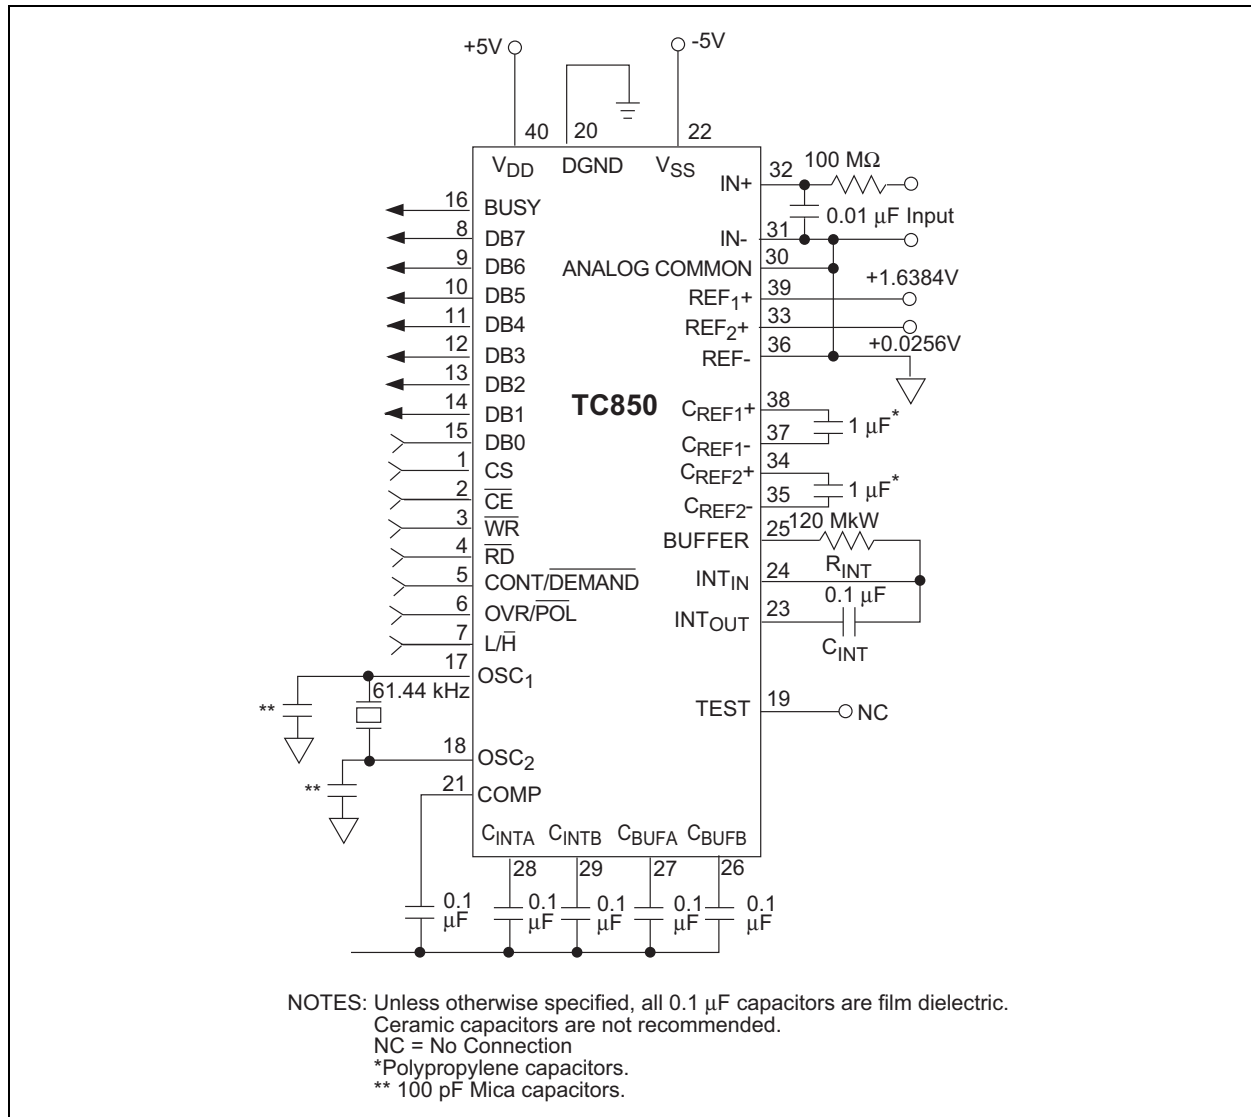 +5V
-5V
40
20
22
VDD
DGND
VSS
32
100 MΩ
IN+
0.01 µF Input
31
IN-
30
ANALOG COMMON
+1.6384V
39
REF1+
33
REF2+
+0.0256V
36
REF-
TC850
38
CREF1+
1 µF*
37
CREF1-
34
CREF2+
1 µF*
35
CREF2-
120 MkW
25
BUFFER
RINT
24
INTIN
0.1 µF
23
INTOUT
CINT
19
TEST
NC
16
BUSY
8
DB7
9
DB6
10
DB5
11
DB4
12
DB3
13
DB2
14
DB1
15
DB0
1
CS
2
CE
3
WR
4
RD
5
CONT/DEMAND
6
OVR/POL
7
L/H
17
OSC1
61.44 kHz
**
18
OSC2
**
21
COMP
CINTA
CINTB
CBUFA
CBUFB
28
29
27
26
0.1
µF
0.1
µF
0.1
µF
0.1
µF
0.1
µF
NOTES: Unless otherwise specified, all 0.1 µF capacitors are film dielectric.
Ceramic capacitors are not recommended.
NC = No Connection
*Polypropylene capacitors.
** 100 pF Mica capacitors.